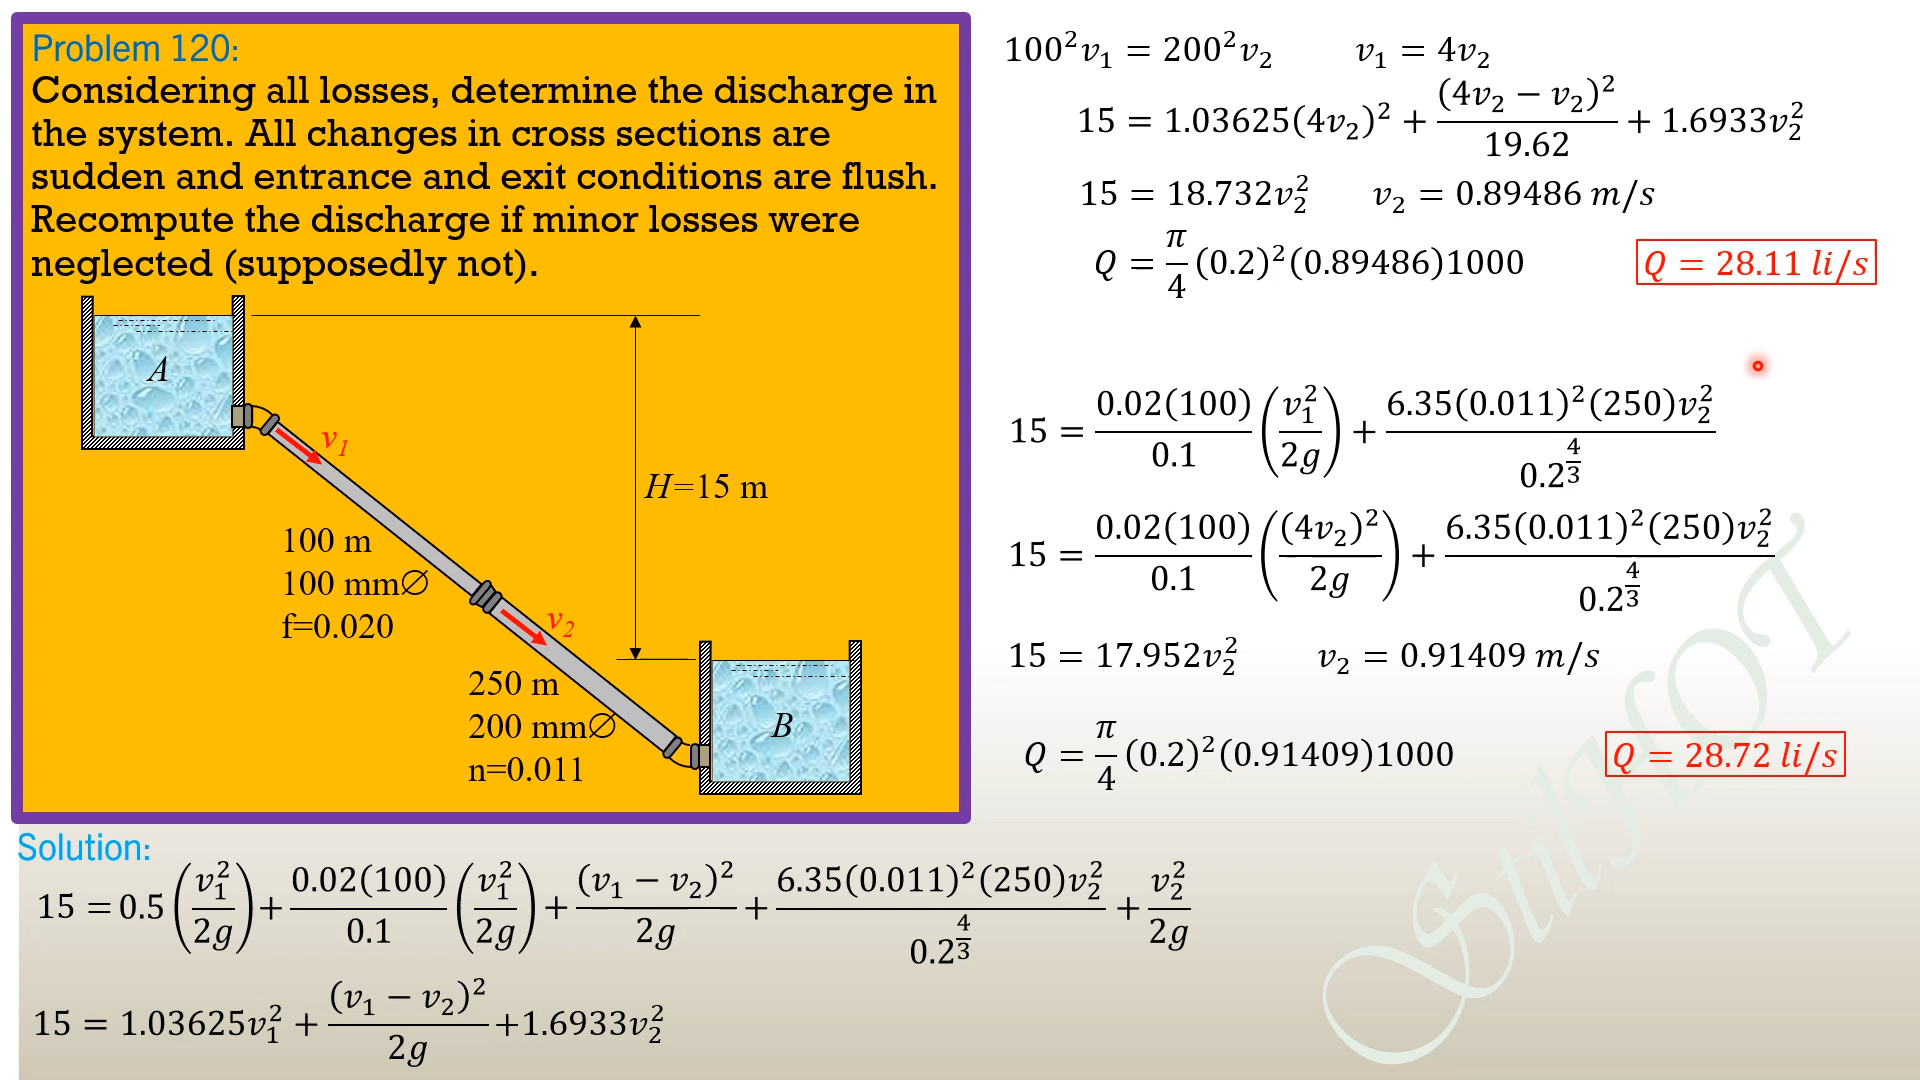 Problem 120:
Considering all losses, determine the discharge in
the system. All changes in cross sections are
sudden and entrance and exit conditions are flush.
Recompute the discharge if minor losses were
neglected (supposedly not).
A
v₁
H=15 m
100 m
100 mm∅
f=0.020
v₂
250 m
200 mm∅
n=0.011
B
Solution:
15 = 0.5(v₁²/2g) + 0.02(100)/0.1 (v₁²/2g) + (v₁ − v₂)²/2g + 6.35(0.011)²(250)v₂²/0.2^(4/3) + v₂²/2g
15 = 1.03625v₁² + (v₁ − v₂)²/2g +1.6933v₂²
100²v₁ = 200²v₂ v₁ = 4v₂
15 = 1.03625(4v₂)² + (4v₂ − v₂)²/19.62 + 1.6933v₂²
15 = 18.732v₂² v₂ = 0.89486 m/s
Q = π/4 (0.2)²(0.89486)1000 Q = 28.11 li/s
15 = 0.02(100)/0.1 (v₁²/2g) + 6.35(0.011)²(250)v₂²/0.2^(4/3)
15 = 0.02(100)/0.1 ((4v₂)²/2g) + 6.35(0.011)²(250)v₂²/0.2^(4/3)
15 = 17.952v₂² v₂ = 0.91409 m/s
Q = π/4 (0.2)²(0.91409)1000 Q = 28.72 li/s